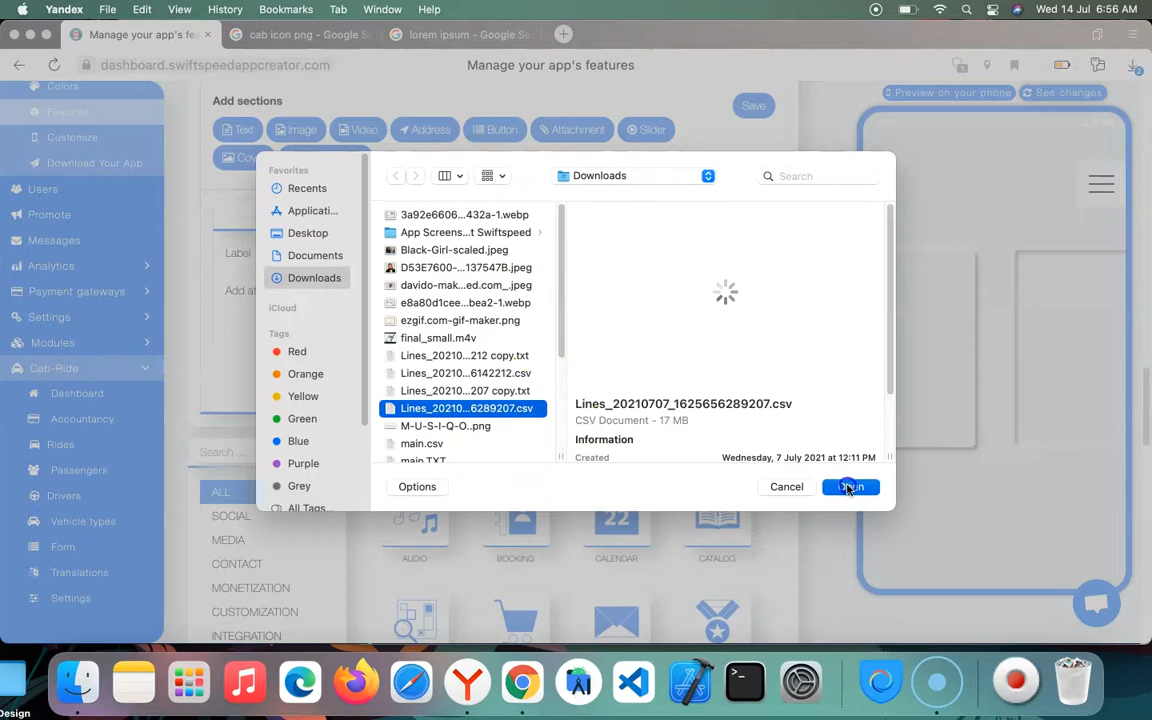 Yandex File Edit View History Bookmarks Tab Window Help Wed 14 Jul 6:56 AM
Manage your app's fea × cab icon png - Google Se lorem ipsum - Google Se
dashboard.swiftspeedappcreator.com Manage your app's features
Colors
Features
Customize
Download Your App
Users
Promote
Messages
Analytics
Payment gateways
Settings
Modules
Cab-Ride
Dashboard
Accountancy
Rides
Passengers
Drivers
Vehicle types
Form
Translations
Settings
Add sections
Save
Text Image Video Address Button Attachment Slider
Label
Search ...
ALL
SOCIAL
MEDIA
CONTACT
MONETIZATION
CUSTOMIZATION
INTEGRATION
AUDIO BOOKING CALENDAR CATALOG
22
Preview on your phone See changes
Favorites
Recents
Applicati...
Desktop
Documents
Downloads
iCloud
Tags
Red
Orange
Yellow
Green
Blue
Purple
Grey
All Tags...
Downloads
Search
3a92e6606...432a-1.webp
App Screens...t Swiftspeed
Black-Girl-scaled.jpeg
D53E7600-...137547B.jpeg
davido-mak...ed.com_.jpeg
e8a80d1cee...bea2-1.webp
ezgif.com-gif-maker.png
final_small.m4v
Lines_20210...212 copy.txt
Lines_20210...6142212.csv
Lines_20210...207 copy.txt
Lines_20210...6289207.csv
M-U-S-I-Q-O..png
main.csv
main.TXT
Lines_20210707_1625656289207.csv
CSV Document - 17 MB
Information
Created Wednesday, 7 July 2021 at 12:11 PM
Options Cancel
Design